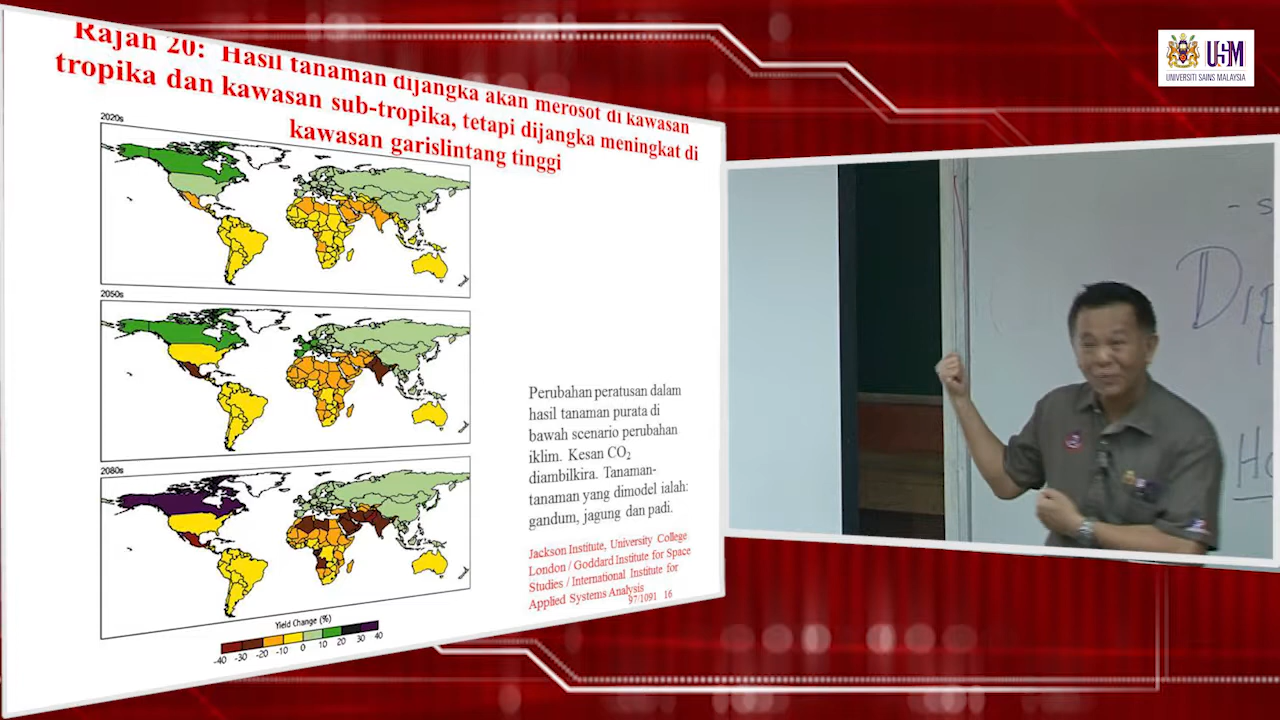 Rajah 20: Hasil tanaman dijangka akan merosot di kawasan
tropika dan kawasan sub-tropika, tetapi dijangka meningkat di
kawasan garislintang tinggi
2020s
2050s
2080s
Yield Change (%)
-40 -30 -20 -10 0 10 20 30 40
Perubahan peratusan dalam
hasil tanaman purata di
bawah scenario perubahan
iklim. Kesan CO₂
diambilkira. Tanaman-
tanaman yang dimodel ialah:
gandum, jagung dan padi.
Jackson Institute, University College
London / Goddard Institute for Space
Studies / International Institute for
Applied Systems Analysis
97/1091 16
USM
UNIVERSITI SAINS MALAYSIA
- s